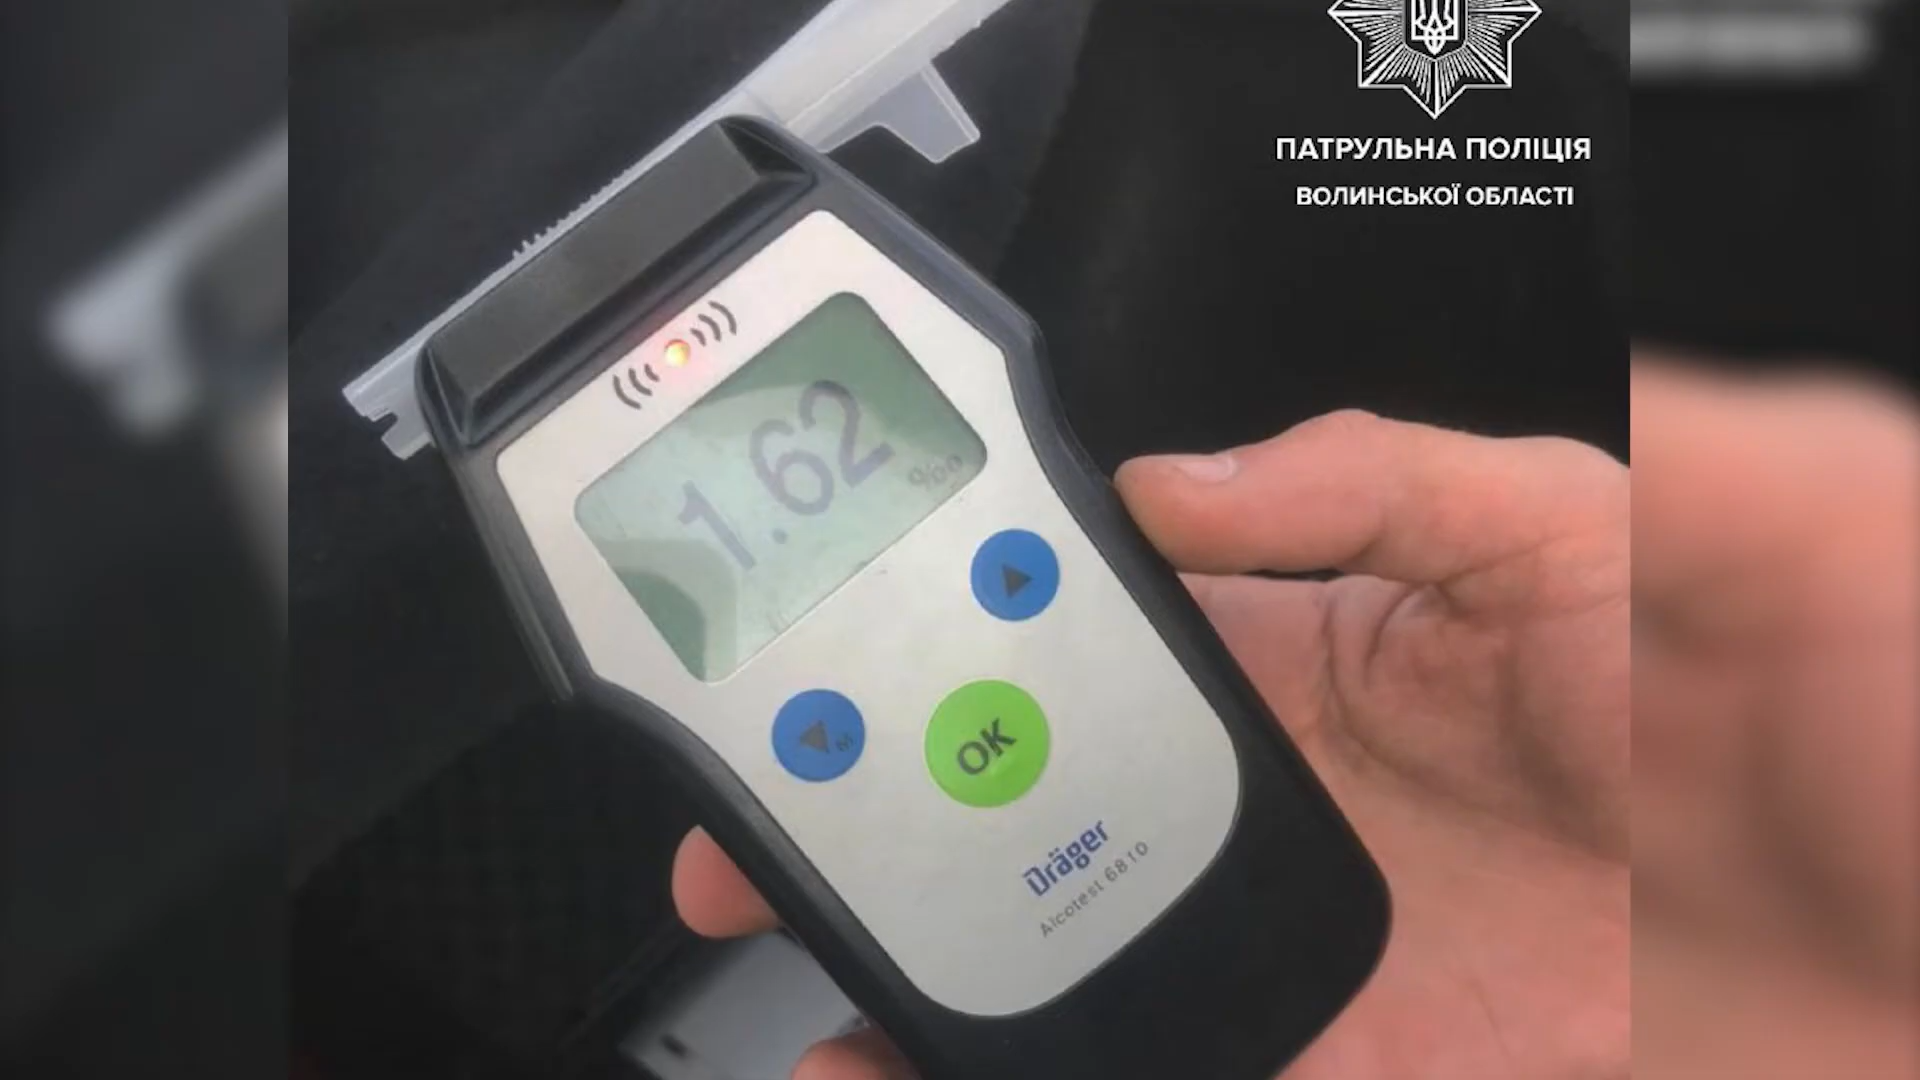 ПАТРУЛЬНА ПОЛІЦІЯ
ВОЛИНСЬКОЇ ОБЛАСТІ
1.62 ‰
M
OK
Dräger
Alcotest 6810